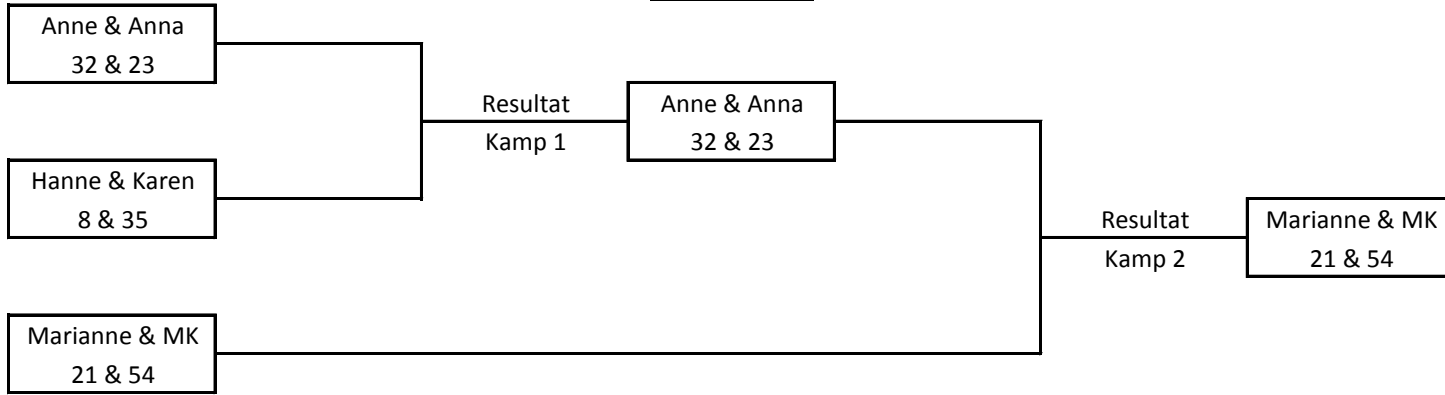 Anne & Anna
32 & 23
Resultat
Kamp 1
Anne & Anna
32 & 23
Hanne & Karen
8 & 35
Resultat
Kamp 2
Marianne & MK
21 & 54
Marianne & MK
21 & 54